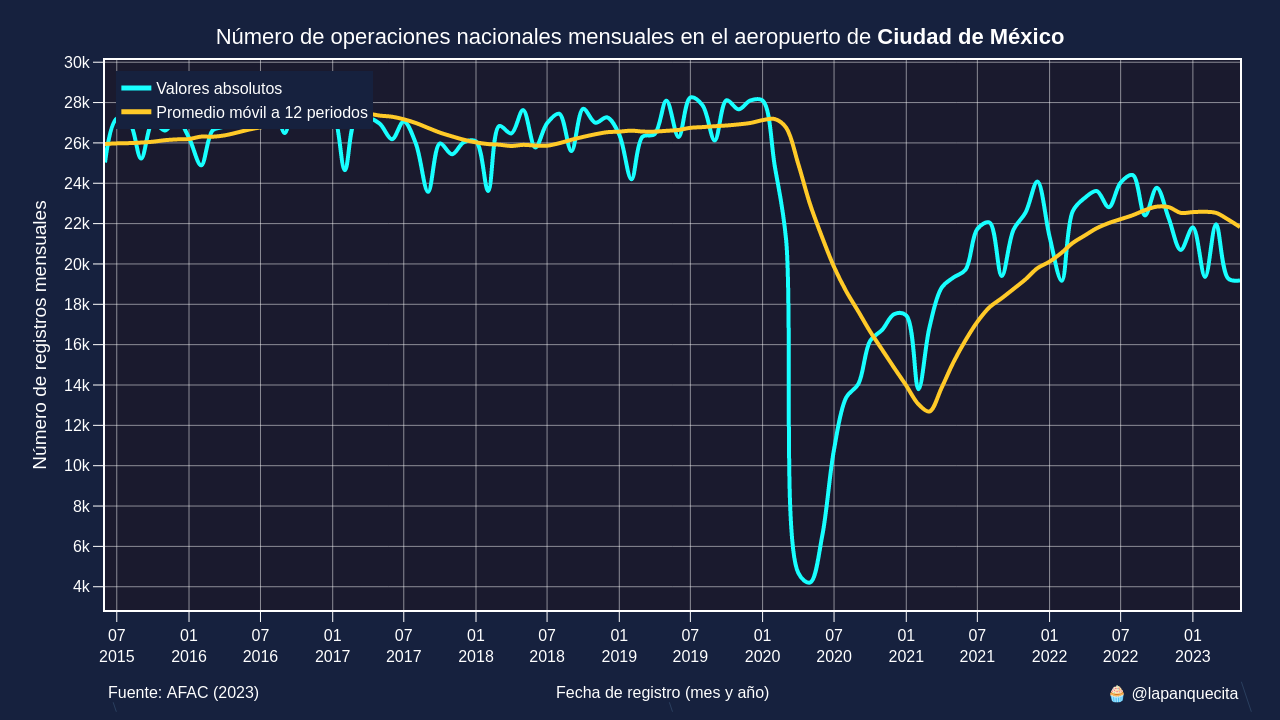 Número de operaciones nacionales mensuales en el aeropuerto de Ciudad de México
Número de registros mensuales
30k
28k
26k
24k
22k
20k
18k
16k
14k
12k
10k
8k
6k
4k
Valores absolutos
Promedio móvil a 12 periodos
07 01 07 01 07 01 07 01 07 01 07 01 07 01 07 01
2015 2016 2016 2017 2017 2018 2018 2019 2019 2020 2020 2021 2021 2022 2022 2023
Fuente: AFAC (2023) Fecha de registro (mes y año) 🧁 @lapanquecita